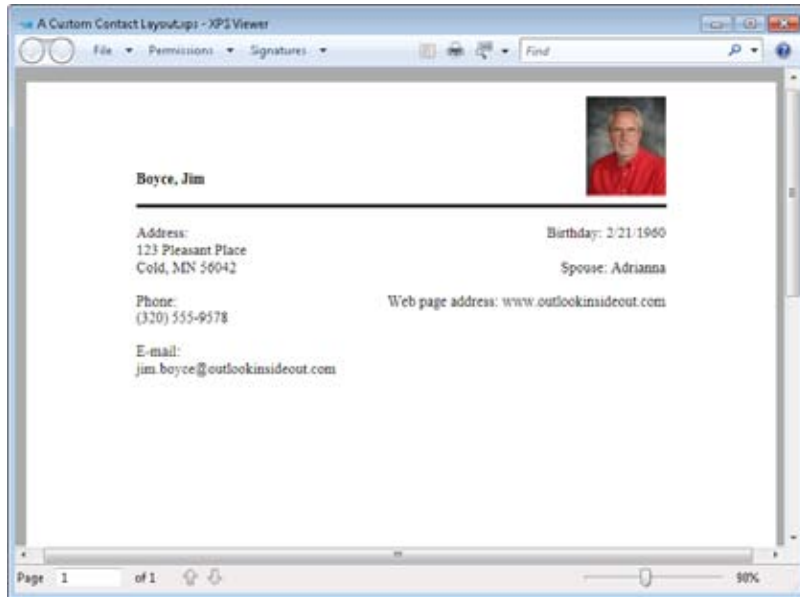 A Custom Contact Layout.xps - XPS Viewer
File Permissions Signatures Find
Boyce, Jim
Address:
123 Pleasant Place
Cold, MN 56042
Phone:
(320) 555-9578
E-mail:
jim.boyce@outlookinsideout.com
Birthday: 2/21/1960
Spouse: Adrianna
Web page address: www.outlookinsideout.com
Page 1 of 1 90%